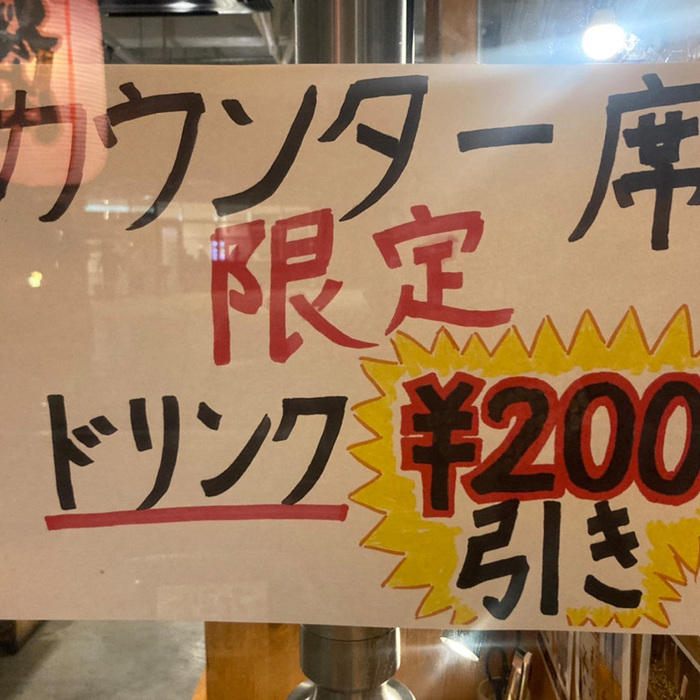 カウンター席
限定
ドリンク
¥200
引き